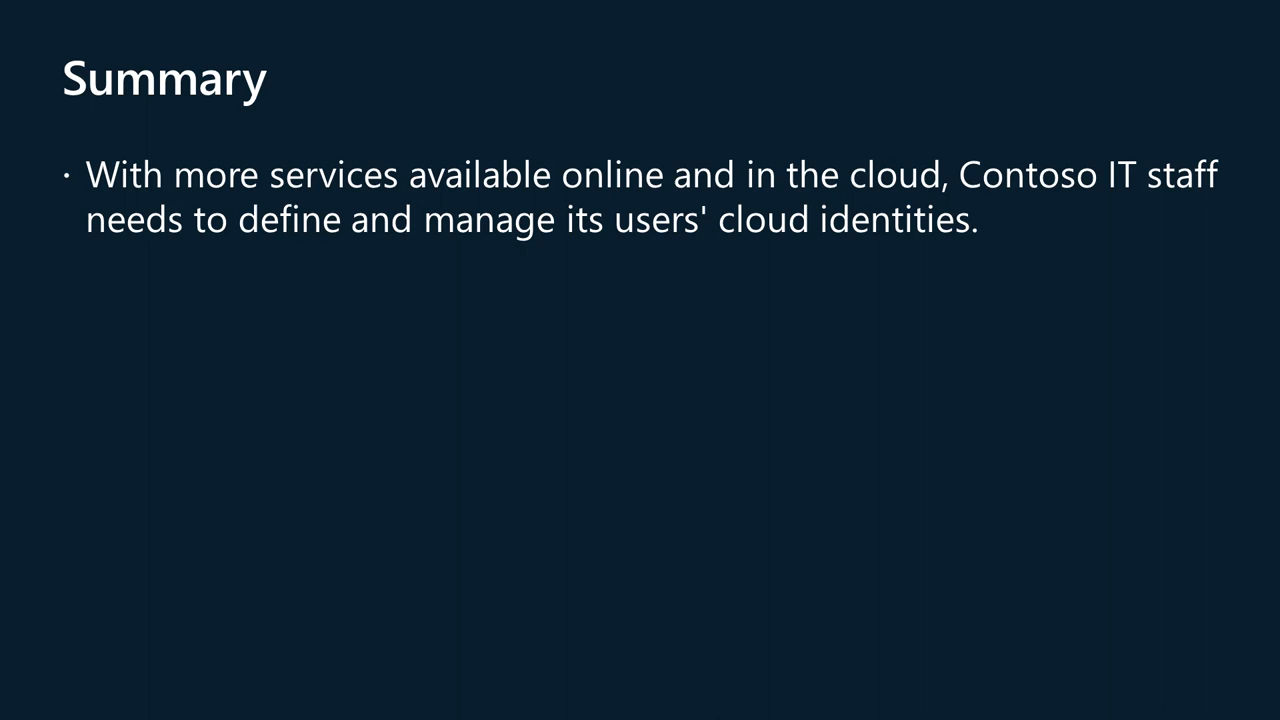 Summary
· With more services available online and in the cloud, Contoso IT staff
needs to define and manage its users' cloud identities.